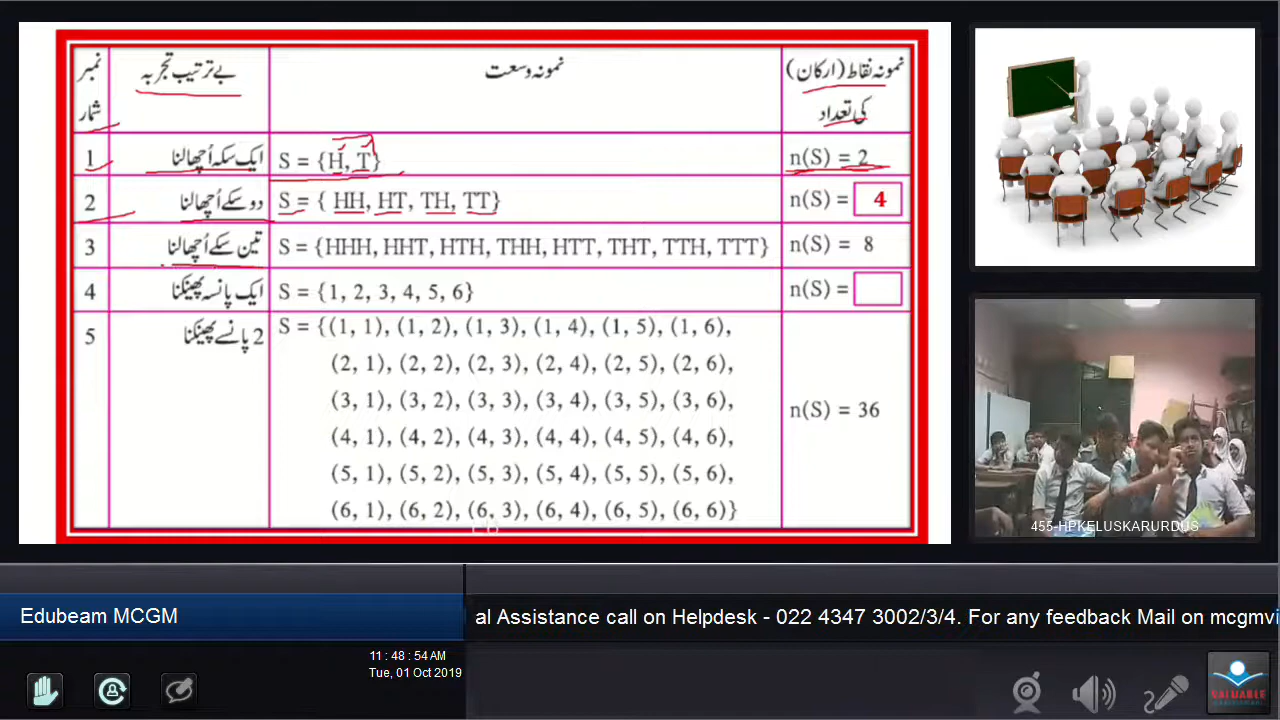 نمبر شمار
بے ترتیب تجربہ
نمونہ وسعت
نمونہ نقاط (ارکان) کی تعداد
1 ایک سکہ اُچھالنا S = {H, T} n(S) = 2
2 دو سکے اُچھالنا S = { HH, HT, TH, TT} n(S) = 4
3 تین سکے اُچھالنا S = {HHH, HHT, HTH, THH, HTT, THT, TTH, TTT} n(S) = 8
4 ایک پانسہ پھینکنا S = {1, 2, 3, 4, 5, 6} n(S) =
5 2 پانسے پھینکنا S = {(1, 1), (1, 2), (1, 3), (1, 4), (1, 5), (1, 6),
(2, 1), (2, 2), (2, 3), (2, 4), (2, 5), (2, 6),
(3, 1), (3, 2), (3, 3), (3, 4), (3, 5), (3, 6),
n(S) = 36
(4, 1), (4, 2), (4, 3), (4, 4), (4, 5), (4, 6),
(5, 1), (5, 2), (5, 3), (5, 4), (5, 5), (5, 6),
(6, 1), (6, 2), (6, 3), (6, 4), (6, 5), (6, 6)}
455-HPKELUSKARURDUS
Edubeam MCGM
al Assistance call on Helpdesk - 022 4347 3002/3/4. For any feedback Mail on mcgmvi
11 : 48 : 54 AM
Tue, 01 Oct 2019
VALUABLE